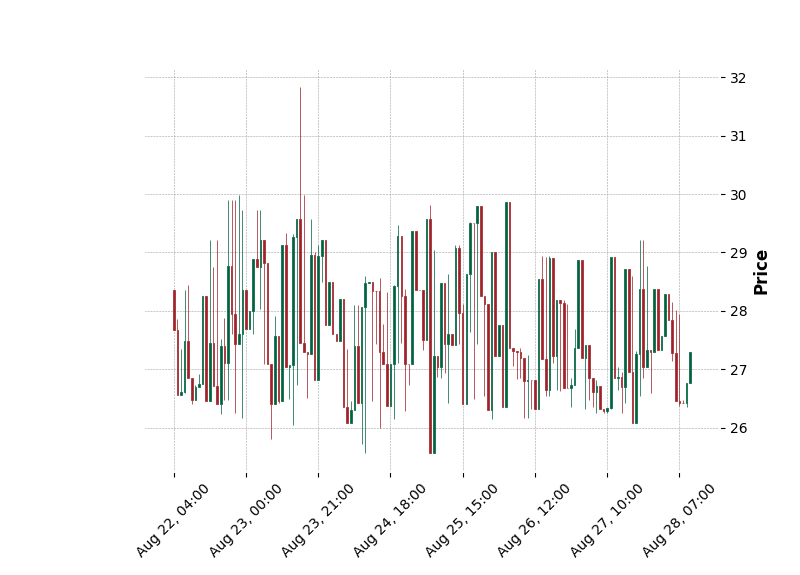 32
31
30
29
28
27
26
Price
Aug 22, 04:00
Aug 23, 00:00
Aug 23, 21:00
Aug 24, 18:00
Aug 25, 15:00
Aug 26, 12:00
Aug 27, 10:00
Aug 28, 07:00